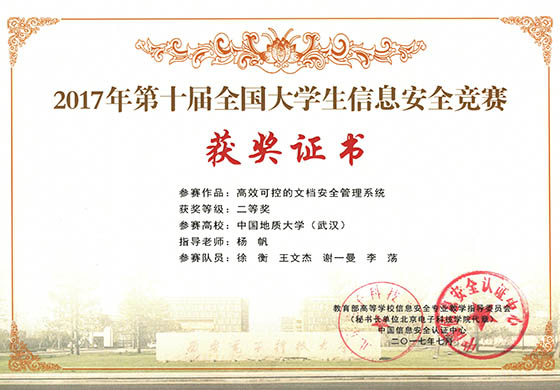 2017年第十届全国大学生信息安全竞赛
获奖证书
参赛作品：高效可控的文档安全管理系统
获奖等级：二等奖
参赛高校：中国地质大学（武汉）
指导老师：杨 帆
参赛队员：徐 衡 王文杰 谢一曼 李 荡
教育部高等学校信息安全专业教学指导委员会
（秘书长单位北京电子科技学院代章）
中国信息安全认证中心
二〇一七年七月